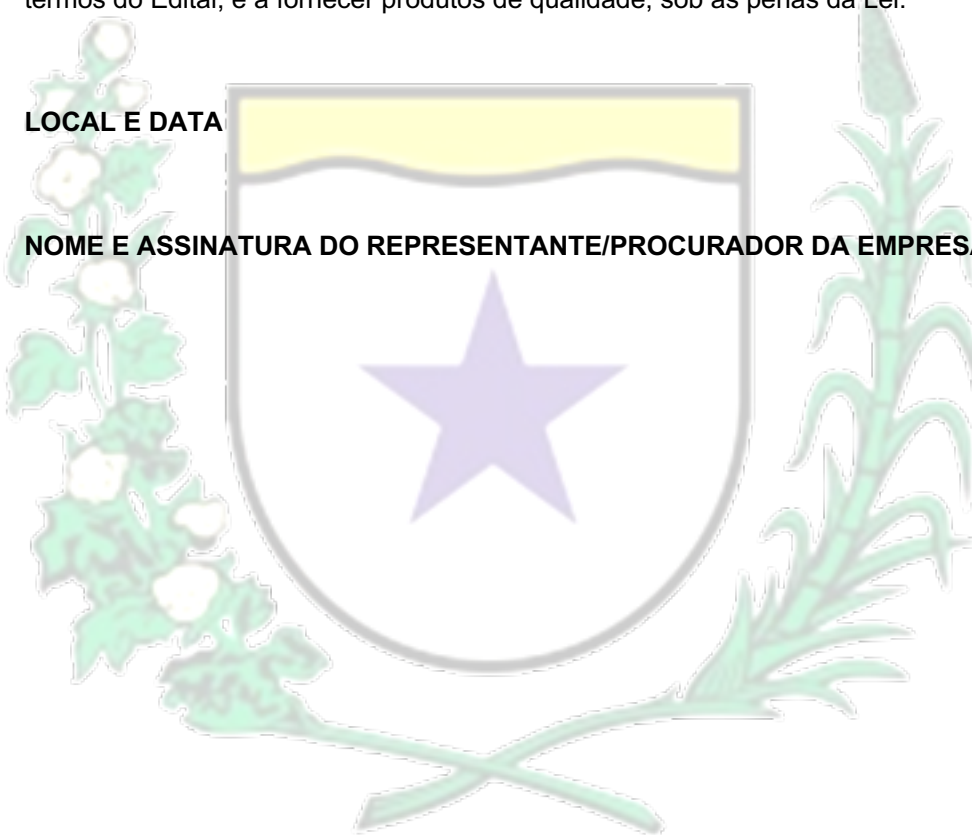 termos do Edital, e a fornecer produtos de qualidade, sob as penas da Lei.
LOCAL E DATA
NOME E ASSINATURA DO REPRESENTANTE/PROCURADOR DA EMPRESA